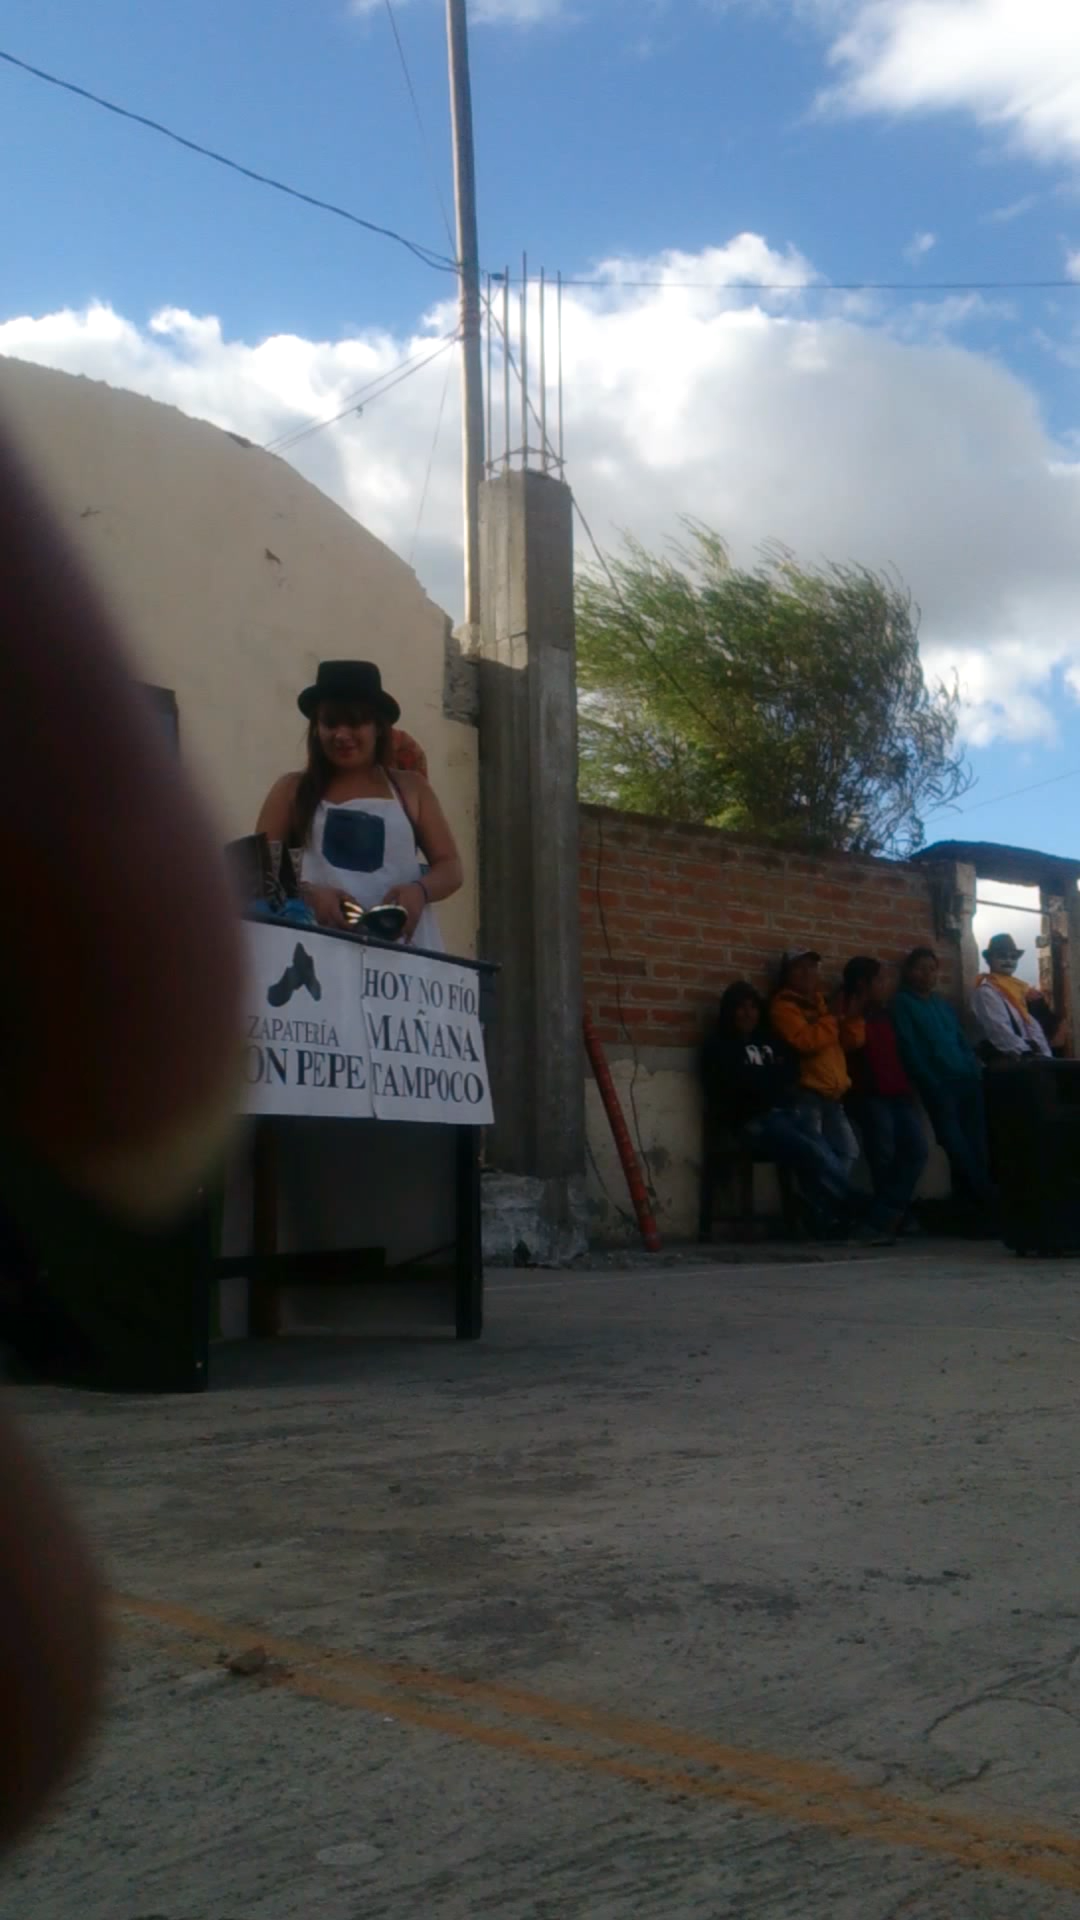 ZAPATERÍA
ON PEPE
HOY NO FÍO,
MAÑANA
TAMPOCO